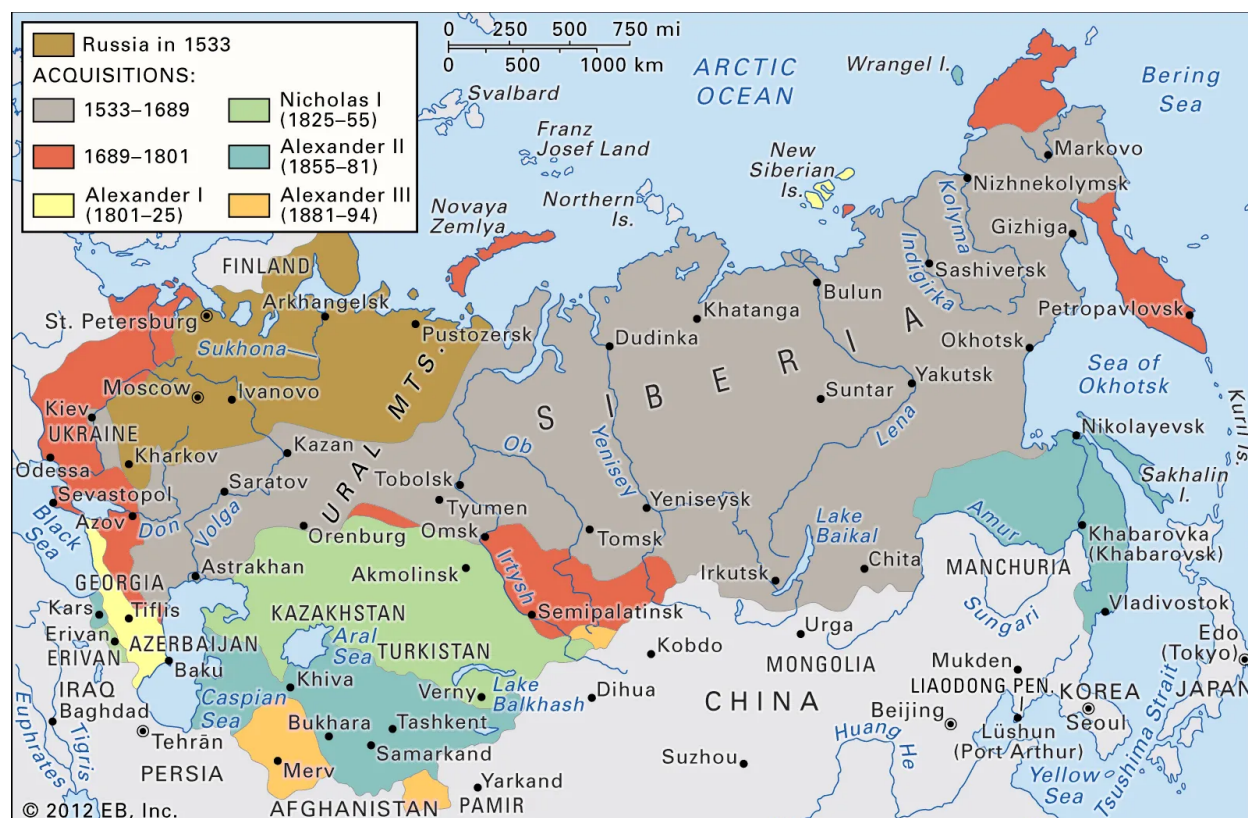 Russia in 1533
ACQUISITIONS:
1533–1689
1689–1801
Alexander I
(1801–25)
Nicholas I
(1825–55)
Alexander II
(1855–81)
Alexander III
(1881–94)
0 250 500 750 mi
0 500 1000 km
ARCTIC
OCEAN
Wrangel I.
Bering
Sea
Svalbard
Franz
Josef Land
New
Siberian
Is.
Northern
Is.
Novaya
Zemlya
Markovo
Nizhnekolymsk
Kolyma
Gizhiga
Indigirka
Sashiversk
FINLAND
Arkhangelsk
St. Petersburg
Pustozersk
Sukhona
Khatanga
Bulun
Dudinka
Petropavlovsk
Okhotsk
Sea of
Okhotsk
Moscow
Ivanovo
URAL MTS.
SIBERIA
Suntar
Yakutsk
Lena
Kuril Is.
Kiev
UKRAINE
Kharkov
Kazan
Ob
Yenisey
Nikolayevsk
Odessa
Sevastopol
Saratov
Tobolsk
Tyumen
Yeniseysk
Sakhalin
I.
Black
Sea
Azov
Don
Volga
Orenburg
Omsk
Irtysh
Tomsk
Lake
Baikal
Amur
Khabarovka
(Khabarovsk)
Astrakhan
Akmolinsk
Irkutsk
Chita
MANCHURIA
GEORGIA
Kars
Tiflis
KAZAKHSTAN
Semipalatinsk
Sungari
Vladivostok
Erivan
ERIVAN
AZERBAIJAN
Aral
Sea
TURKISTAN
Kobdo
Urga
MONGOLIA
Edo
(Tokyo)
Baku
Mukden
IRAQ
Baghdad
Caspian
Sea
Khiva
Verny
Lake
Balkhash
Dihua
CHINA
LIAODONG PEN.
KOREA
JAPAN
Euphrates
Tigris
Tehrān
Bukhara
Tashkent
Samarkand
Beijing
Seoul
Huang
He
Lüshun
(Port Arthur)
Tsushima Strait
PERSIA
Merv
Suzhou
Yellow
Sea
Yarkand
AFGHANISTAN
PAMIR
© 2012 EB, Inc.